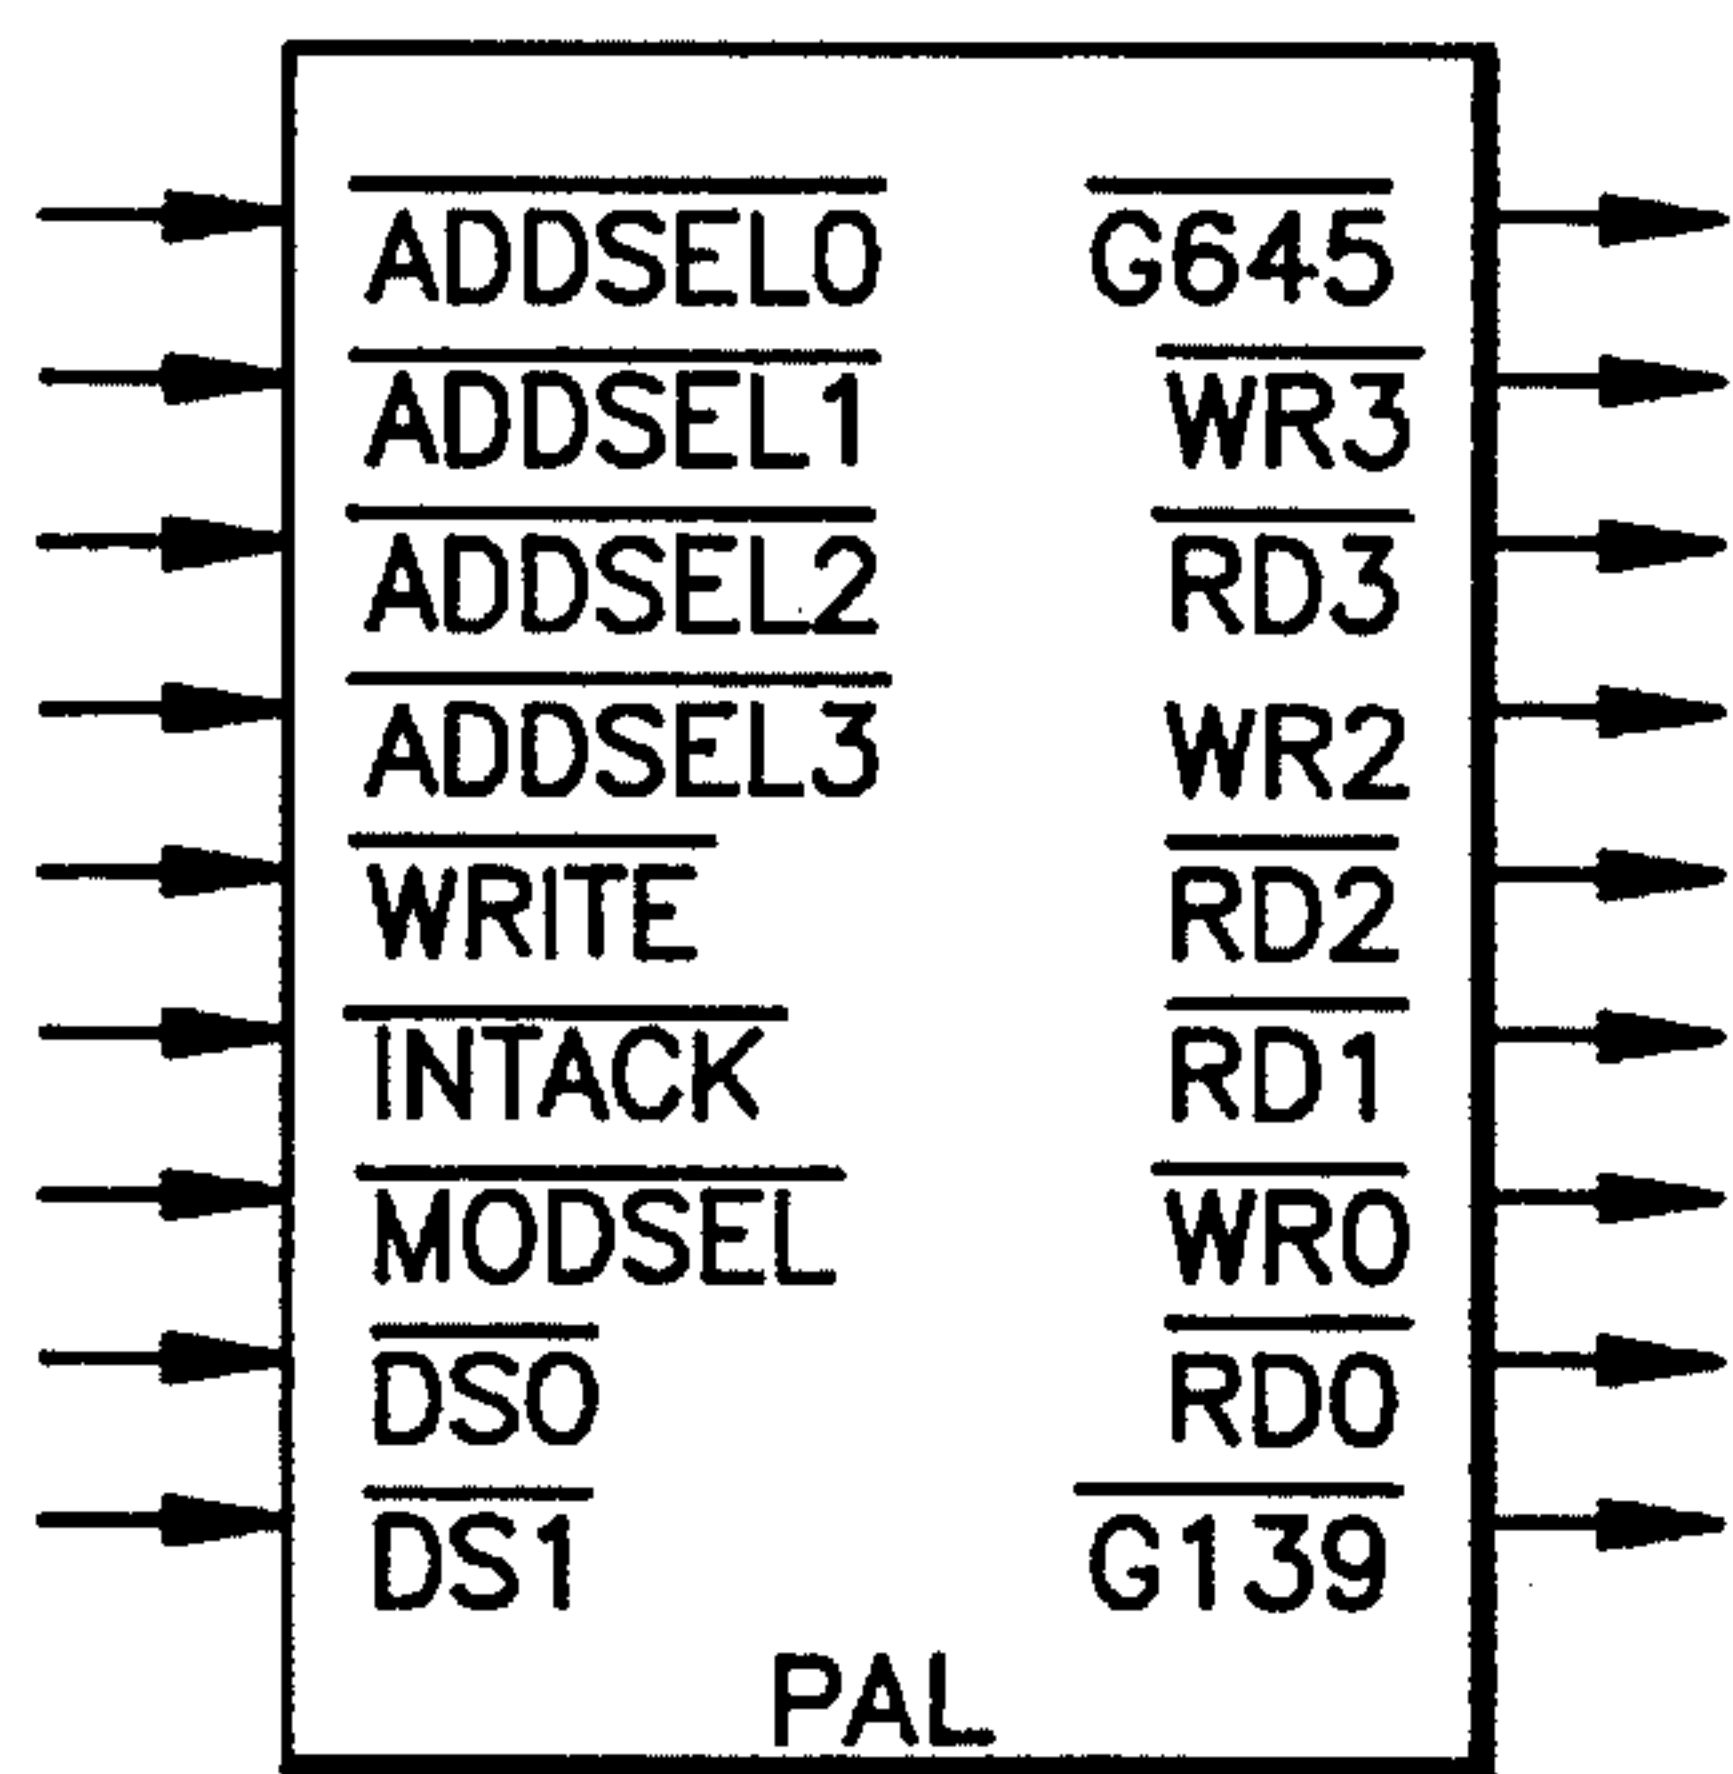 ADDSEL0 G645
ADDSEL1 WR3
ADDSEL2 RD3
ADDSEL3 WR2
WRITE RD2
INTACK RD1
MODSEL WR0
DS0 RD0
DS1 G139
PAL